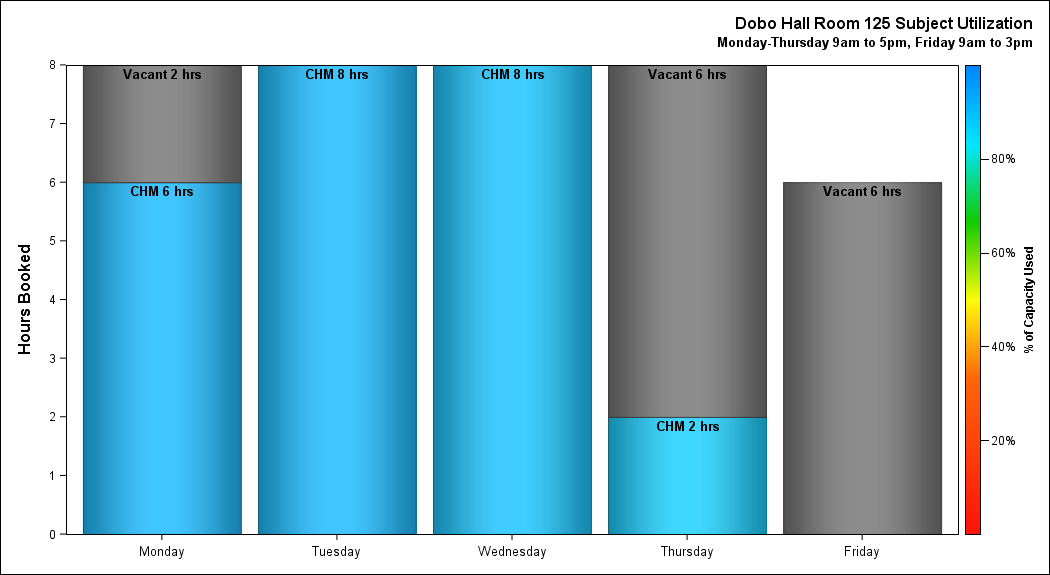 Dobo Hall Room 125 Subject Utilization
Monday-Thursday 9am to 5pm, Friday 9am to 3pm
Hours Booked
8
7
6
5
4
3
2
1
0
Vacant 2 hrs
CHM 6 hrs
CHM 8 hrs
CHM 8 hrs
Vacant 6 hrs
CHM 2 hrs
Vacant 6 hrs
Monday
Tuesday
Wednesday
Thursday
Friday
80%
60%
40%
20%
% of Capacity Used